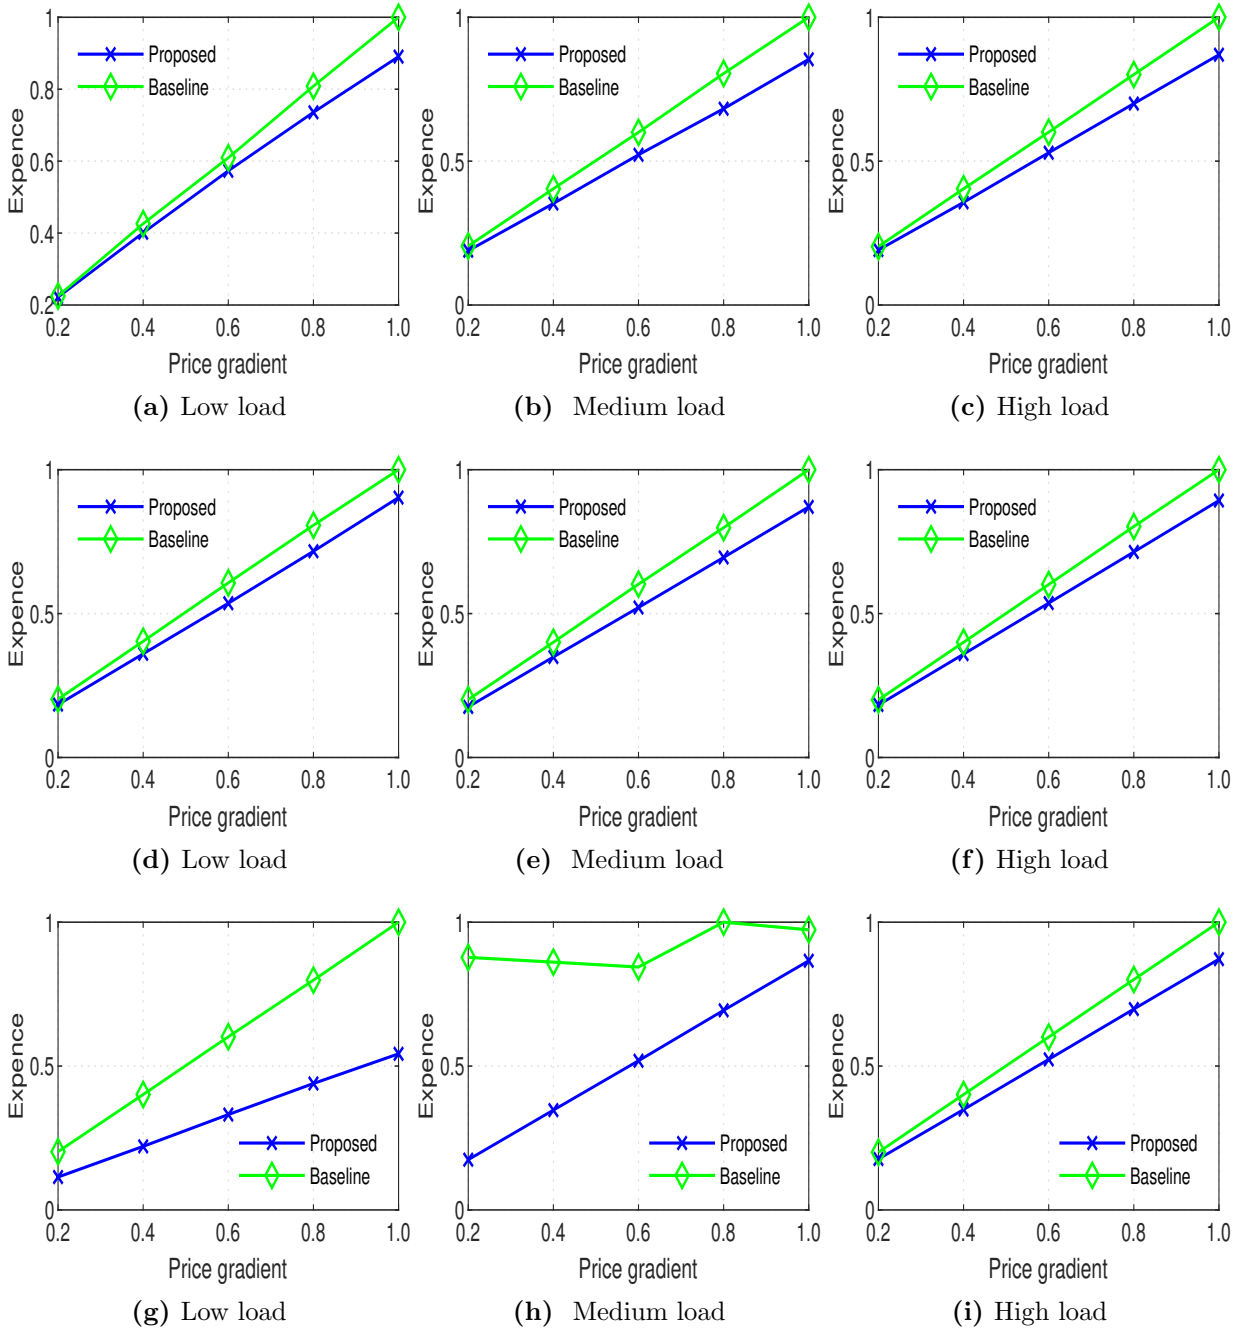 1
0.8
0.6
0.4
0.2
Expence
Proposed
Baseline
0.2 0.4 0.6 0.8 1.0
Price gradient
(a) Low load
1
0.5
0
Expence
Proposed
Baseline
0.2 0.4 0.6 0.8 1.0
Price gradient
(b) Medium load
1
0.5
0
Expence
Proposed
Baseline
0.2 0.4 0.6 0.8 1.0
Price gradient
(c) High load
1
0.5
0
Expence
Proposed
Baseline
0.2 0.4 0.6 0.8 1.0
Price gradient
(d) Low load
1
0.5
0
Expence
Proposed
Baseline
0.2 0.4 0.6 0.8 1.0
Price gradient
(e) Medium load
1
0.5
0
Expence
Proposed
Baseline
0.2 0.4 0.6 0.8 1.0
Price gradient
(f) High load
1
0.5
0
Expence
Proposed
Baseline
0.2 0.4 0.6 0.8 1.0
Price gradient
(g) Low load
1
0.5
0
Expence
Proposed
Baseline
0.2 0.4 0.6 0.8 1.0
Price gradient
(h) Medium load
1
0.5
0
Expence
Proposed
Baseline
0.2 0.4 0.6 0.8 1.0
Price gradient
(i) High load